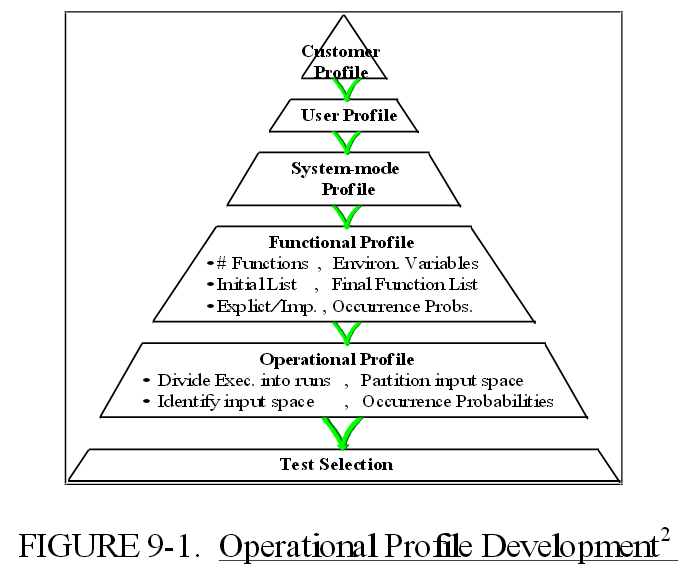 Customer
Profile
User Profile
System-mode
Profile
Functional Profile
• # Functions , Environ. Variables
• Initial List , Final Function List
• Explict/Imp. , Occurrence Probs.
Operational Profile
• Divide Exec. into runs , Partition input space
• Identify input space , Occurrence Probabilities
Test Selection
FIGURE 9-1. Operational Profile Development2